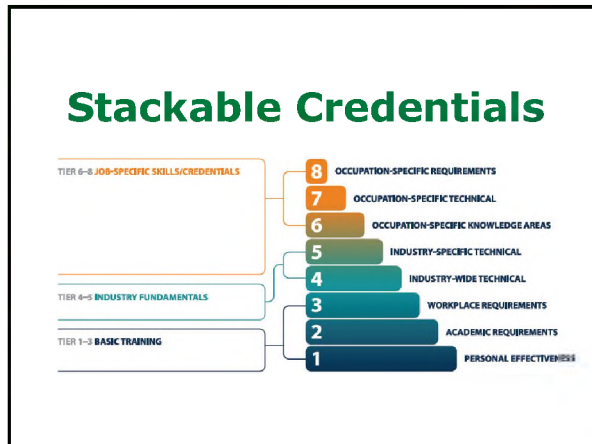 Stackable Credentials
TIER 6–8 JOB-SPECIFIC SKILLS/CREDENTIALS
8 OCCUPATION-SPECIFIC REQUIREMENTS
7 OCCUPATION-SPECIFIC TECHNICAL
6 OCCUPATION-SPECIFIC KNOWLEDGE AREAS
5 INDUSTRY-SPECIFIC TECHNICAL
TIER 4–5 INDUSTRY FUNDAMENTALS
4 INDUSTRY-WIDE TECHNICAL
3 WORKPLACE REQUIREMENTS
TIER 1–3 BASIC TRAINING
2 ACADEMIC REQUIREMENTS
1 PERSONAL EFFECTIVENESS